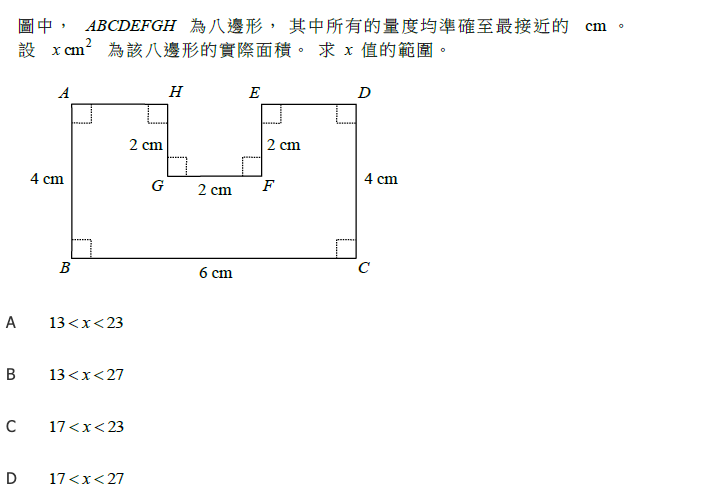 圖中， ABCDEFGH 為八邊形， 其中所有的量度均準確至最接近的 cm 。
設 x cm² 為該八邊形的實際面積。 求 x 值的範圍。
A H E D
2 cm 2 cm
4 cm G 2 cm F 4 cm
B 6 cm C
A 13 < x < 23
B 13 < x < 27
C 17 < x < 23
D 17 < x < 27